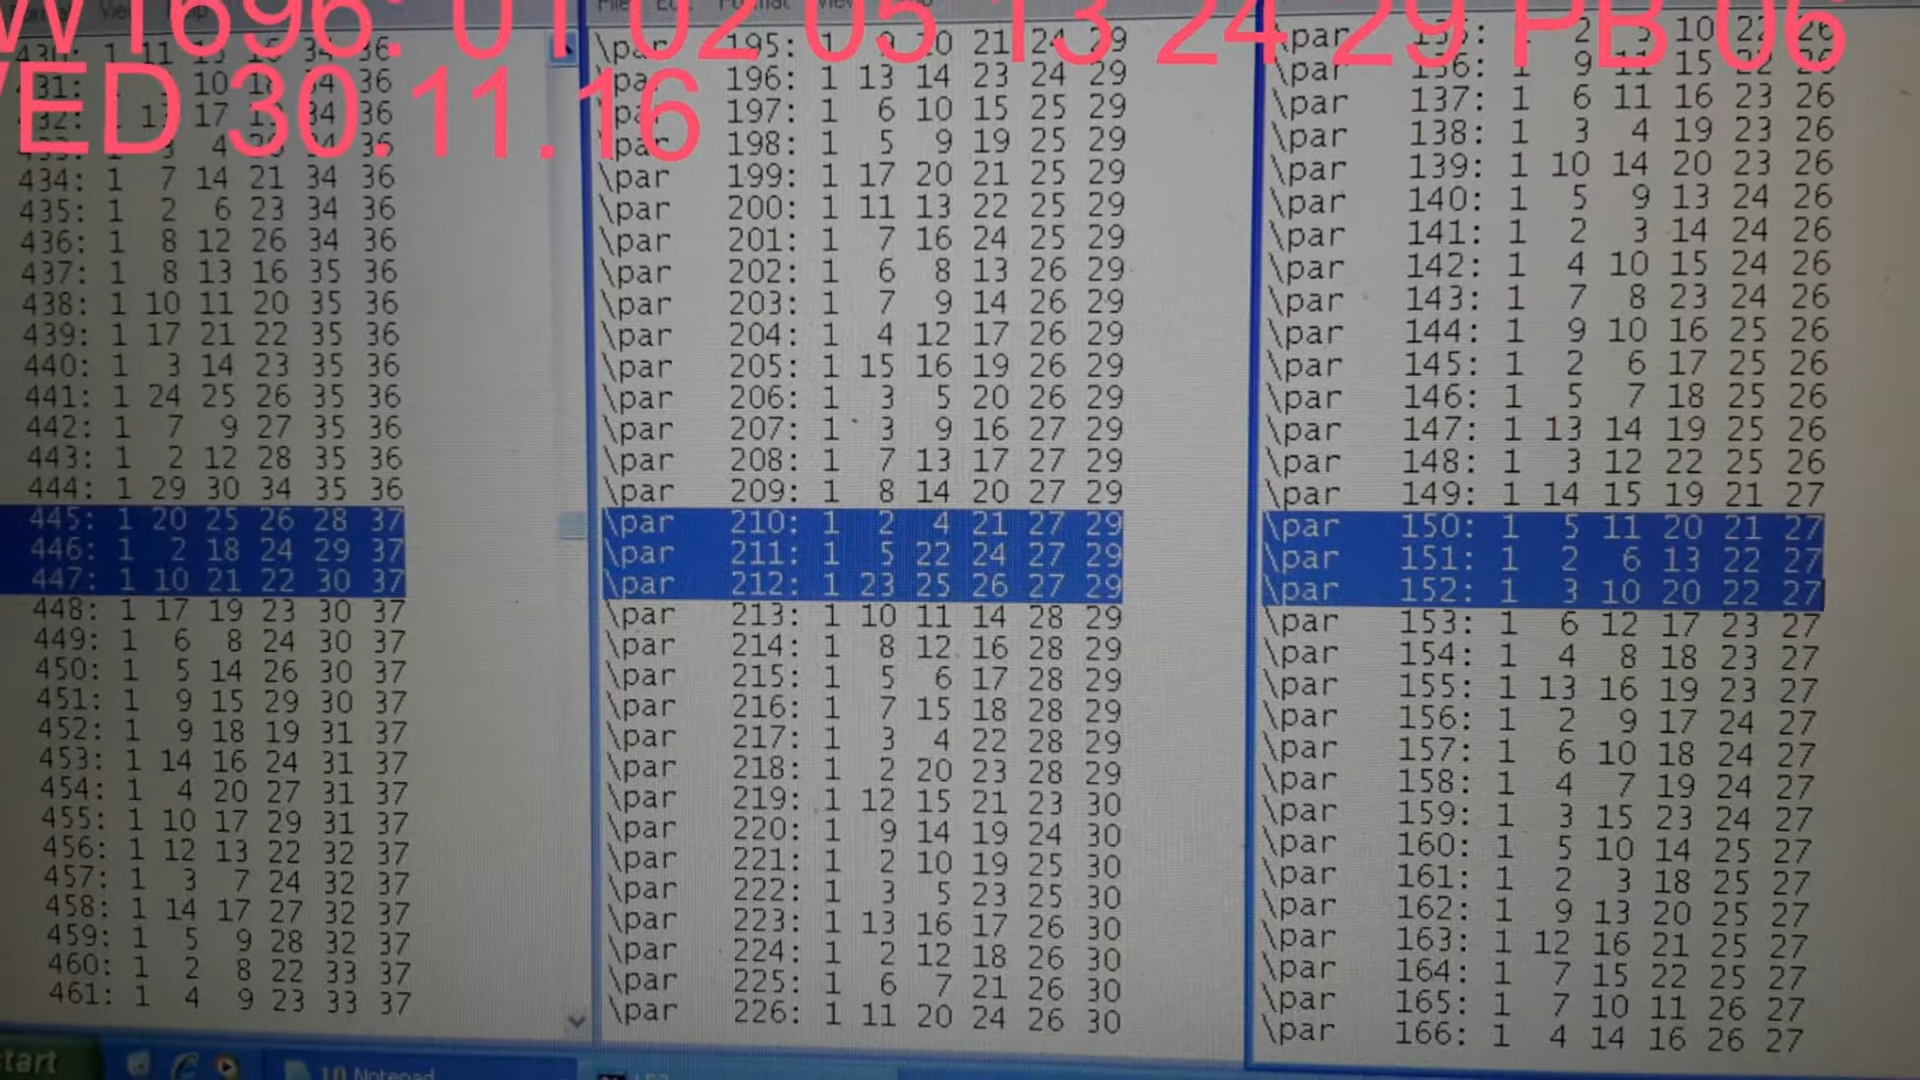 W1696: 01 02 05 13 24 29 PB 06
WED 30.11.16
434: 1 7 14 21 34 36
435: 1 2 6 23 34 36
436: 1 8 12 26 34 36
437: 1 8 13 16 35 36
438: 1 10 11 20 35 36
439: 1 17 21 22 35 36
440: 1 3 14 23 35 36
441: 1 24 25 26 35 36
442: 1 7 9 27 35 36
443: 1 2 12 28 35 36
444: 1 29 30 34 35 36
445: 1 20 25 26 28 37
446: 1 2 18 24 29 37
447: 1 10 21 22 30 37
448: 1 17 19 23 30 37
449: 1 6 8 24 30 37
450: 1 5 14 26 30 37
451: 1 9 15 29 30 37
452: 1 9 18 19 31 37
453: 1 14 16 24 31 37
454: 1 4 20 27 31 37
455: 1 10 17 29 31 37
456: 1 12 13 22 32 37
457: 1 3 7 24 32 37
458: 1 14 17 27 32 37
459: 1 5 9 28 32 37
460: 1 2 8 22 33 37
461: 1 4 9 23 33 37
\par 196: 1 13 14 23 24 29
\par 197: 1 6 10 15 25 29
\par 198: 1 5 9 19 25 29
\par 199: 1 17 20 21 25 29
\par 200: 1 11 13 22 25 29
\par 201: 1 7 16 24 25 29
\par 202: 1 6 8 13 26 29
\par 203: 1 7 9 14 26 29
\par 204: 1 4 12 17 26 29
\par 205: 1 15 16 19 26 29
\par 206: 1 3 5 20 26 29
\par 207: 1 3 9 16 27 29
\par 208: 1 7 13 17 27 29
\par 209: 1 8 14 20 27 29
\par 210: 1 2 4 21 27 29
\par 211: 1 5 22 24 27 29
\par 212: 1 23 25 26 27 29
\par 213: 1 10 11 14 28 29
\par 214: 1 8 12 16 28 29
\par 215: 1 5 6 17 28 29
\par 216: 1 7 15 18 28 29
\par 217: 1 3 4 22 28 29
\par 218: 1 2 20 23 28 29
\par 219: 1 12 15 21 23 30
\par 220: 1 9 14 19 24 30
\par 221: 1 2 10 19 25 30
\par 222: 1 3 5 23 25 30
\par 223: 1 13 16 17 26 30
\par 224: 1 2 12 18 26 30
\par 225: 1 6 7 21 26 30
\par 226: 1 11 20 24 26 30
\par 137: 1 6 11 16 23 26
\par 138: 1 3 4 19 23 26
\par 139: 1 10 14 20 23 26
\par 140: 1 5 9 13 24 26
\par 141: 1 2 3 14 24 26
\par 142: 1 4 10 15 24 26
\par 143: 1 7 8 23 24 26
\par 144: 1 9 10 16 25 26
\par 145: 1 2 6 17 25 26
\par 146: 1 5 7 18 25 26
\par 147: 1 13 14 19 25 26
\par 148: 1 3 12 22 25 26
\par 149: 1 14 15 19 21 27
\par 150: 1 5 11 20 21 27
\par 151: 1 2 6 13 22 27
\par 152: 1 3 10 20 22 27
\par 153: 1 6 12 17 23 27
\par 154: 1 4 8 18 23 27
\par 155: 1 13 16 19 23 27
\par 156: 1 2 9 17 24 27
\par 157: 1 6 10 18 24 27
\par 158: 1 4 7 19 24 27
\par 159: 1 3 15 23 24 27
\par 160: 1 5 10 14 25 27
\par 161: 1 2 3 18 25 27
\par 162: 1 9 13 20 25 27
\par 163: 1 12 16 21 25 27
\par 164: 1 7 15 22 25 27
\par 165: 1 7 10 11 26 27
\par 166: 1 4 14 16 26 27
start
10 Notepad